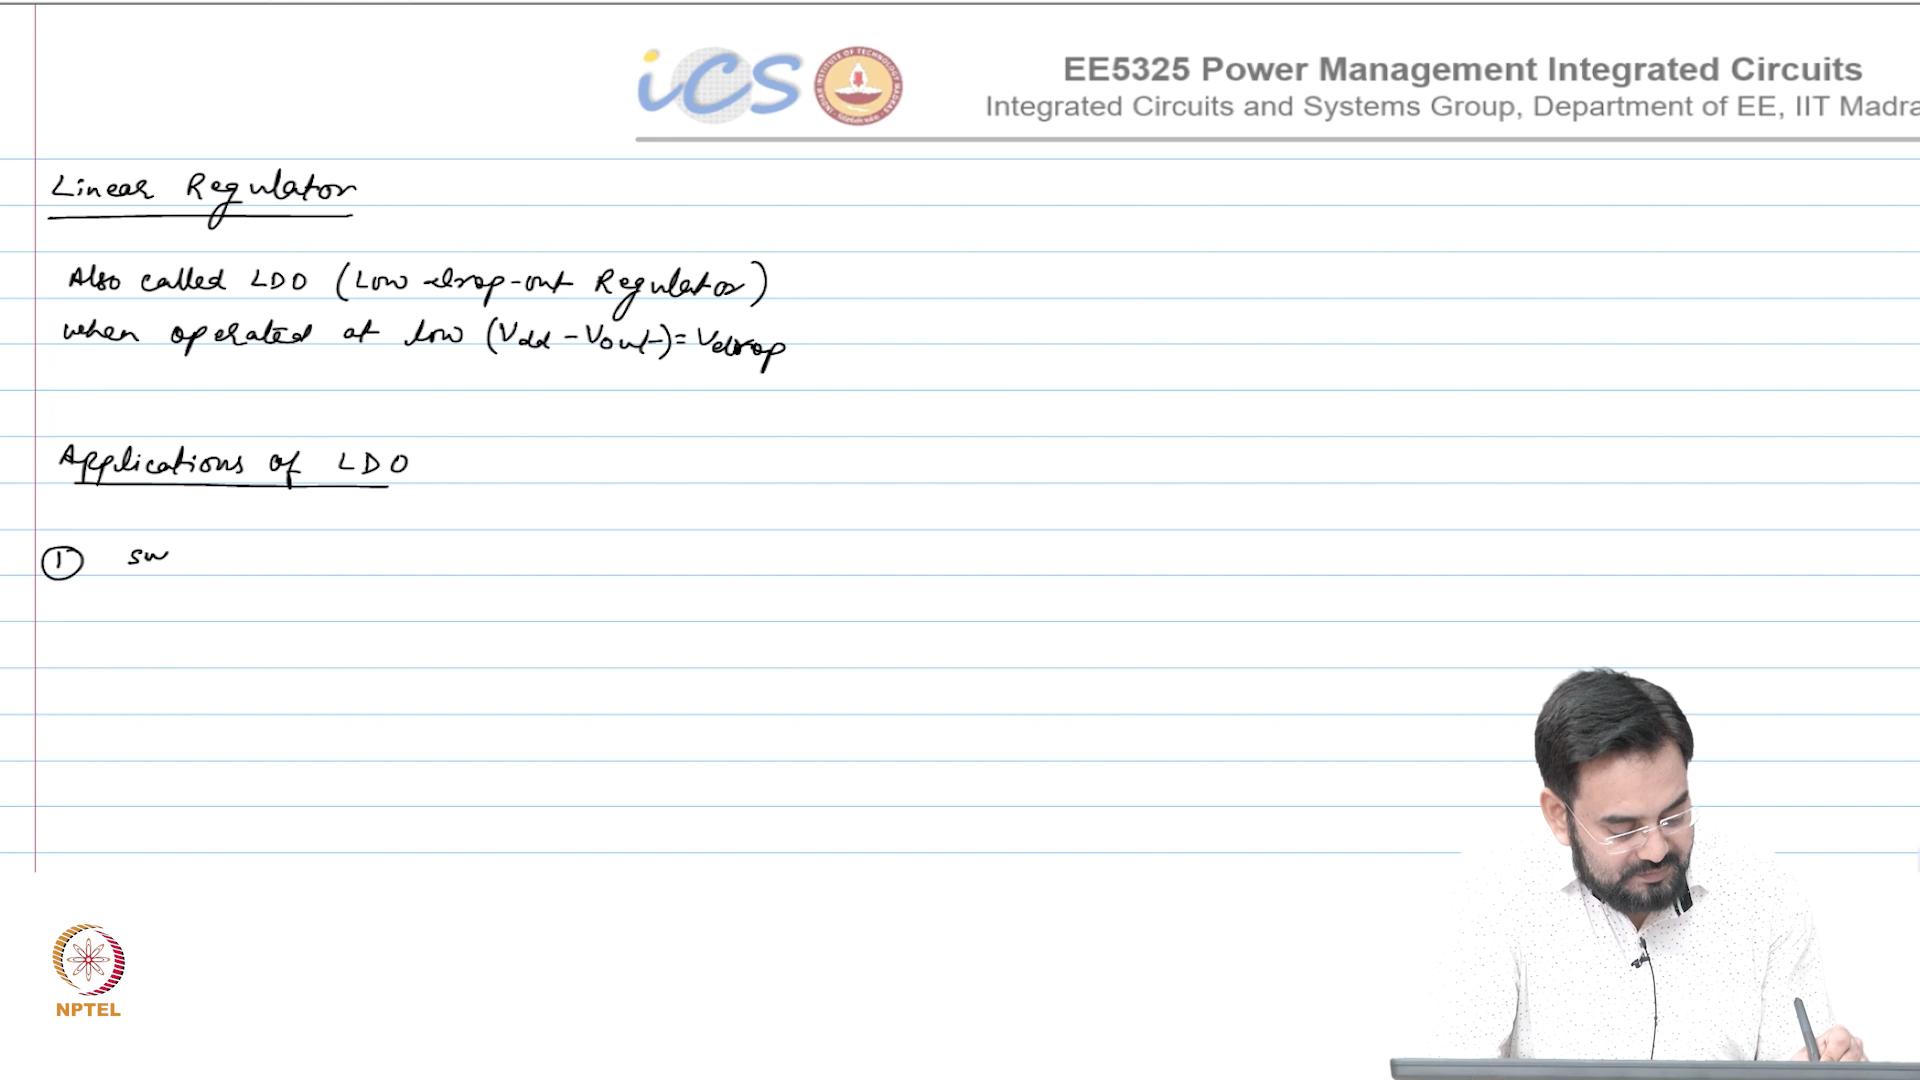 iCS
EE5325 Power Management Integrated Circuits
Integrated Circuits and Systems Group, Department of EE, IIT Madra
Linear Regulator
Also called LDO (Low drop-out Regulator)
when operated at low (Vdd - Vout) = Vdrop
Applications of LDO
① sw
NPTEL